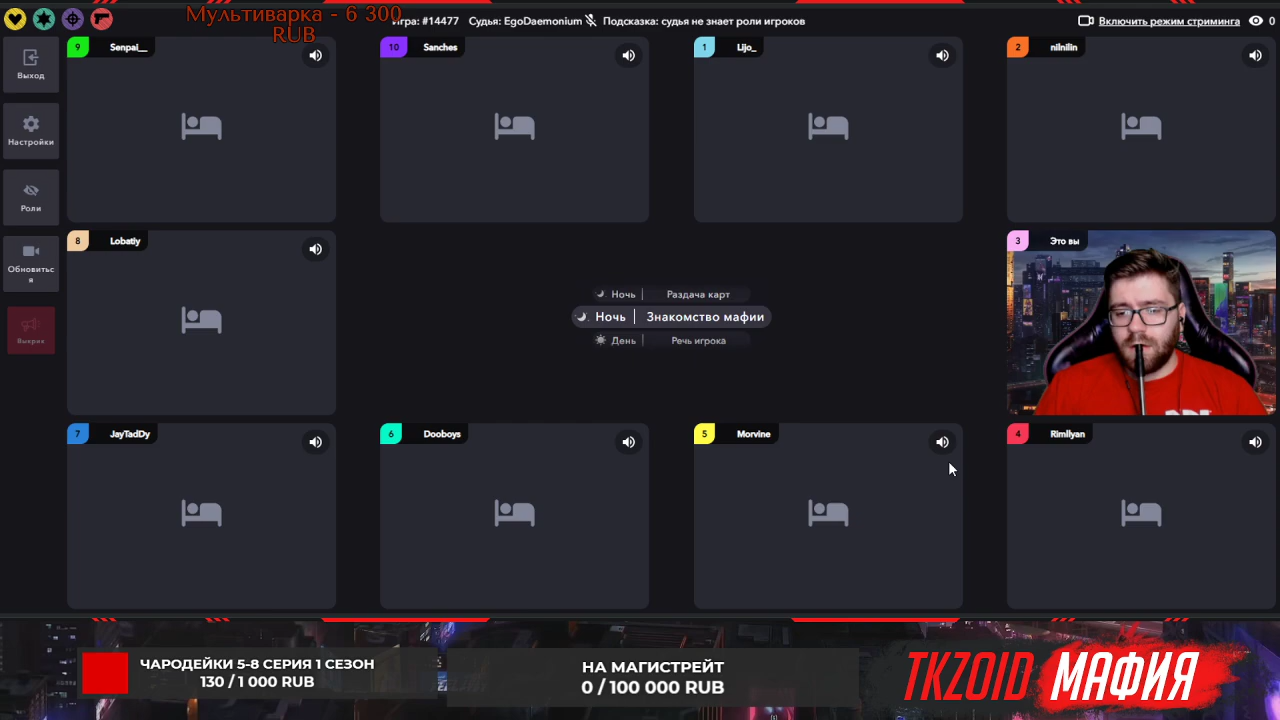 Мультиварка - 6 300
RUB
Игра: #14477 Судья: EgoDaemonium Подсказка: судья не знает роли игроков
Включить режим стриминга 0
9 Senpai__
10 Sanches
1 Lijo_
2 nilnilin
Выход
Настройки
Роли
Обновитьс
я
Выкрик
8 Lobatiy
Ночь | Раздача карт
Ночь | Знакомство мафии
День | Речь игрока
3 Это вы
7 JayTadDy
6 Dooboys
5 Morvine
4 Rimllyan
ЧАРОДЕЙКИ 5-8 СЕРИЯ 1 СЕЗОН
130 / 1 000 RUB
НА МАГИСТРЕЙТ
0 / 100 000 RUB
TKZOID МАФИЯ